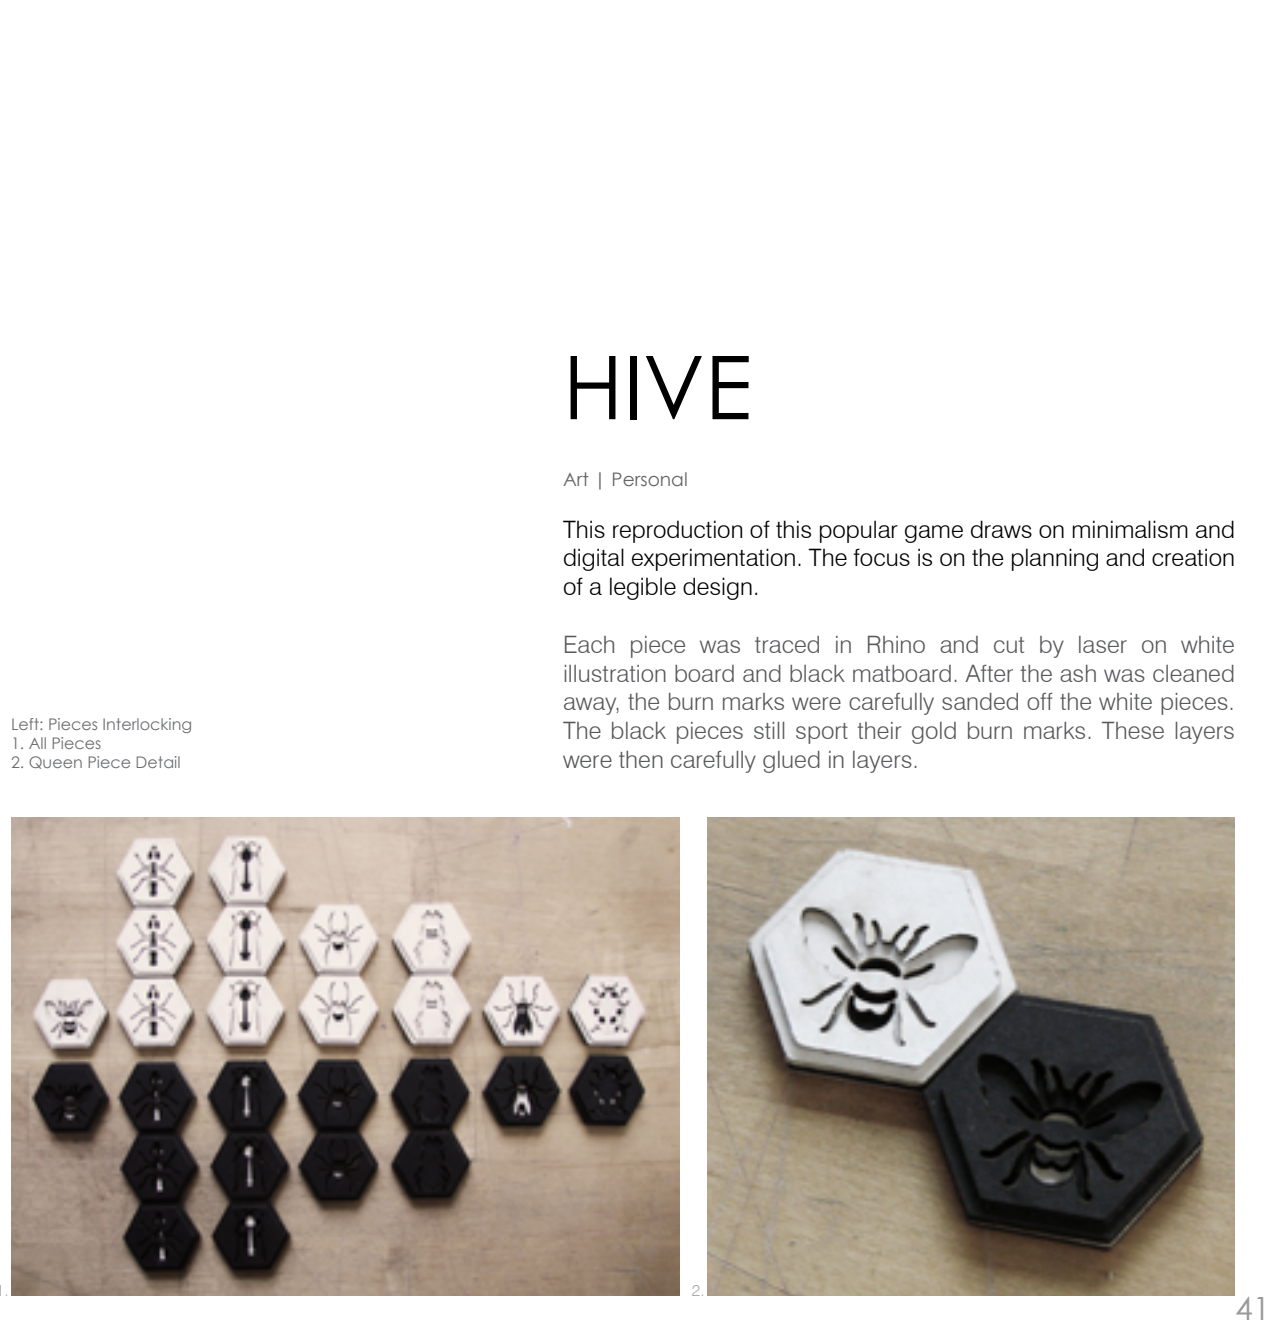 HIVE
Art | Personal
This reproduction of this popular game draws on minimalism and
digital experimentation. The focus is on the planning and creation
of a legible design.
Each piece was traced in Rhino and cut by laser on white
illustration board and black matboard. After the ash was cleaned
away, the burn marks were carefully sanded off the white pieces.
The black pieces still sport their gold burn marks. These layers
were then carefully glued in layers.
Left: Pieces Interlocking
1. All Pieces
2. Queen Piece Detail
1.
2.
41